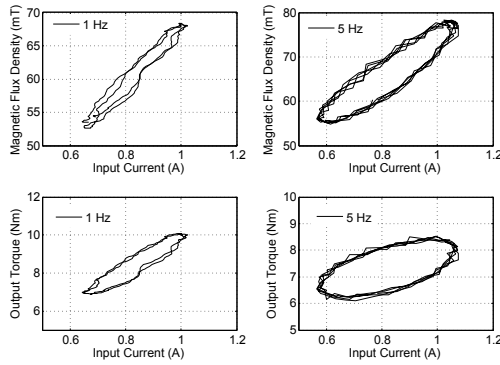 70
65
60
55
50
Magnetic Flux Density (mT)
1 Hz
0.6 0.8 1 1.2
Input Current (A)
80
70
60
50
Magnetic Flux Density (mT)
5 Hz
0.6 0.8 1 1.2
Input Current (A)
12
10
8
6
Output Torque (Nm)
1 Hz
0.6 0.8 1 1.2
Input Current (A)
10
9
8
7
6
5
Output Torque (Nm)
5 Hz
0.6 0.8 1 1.2
Input Current (A)